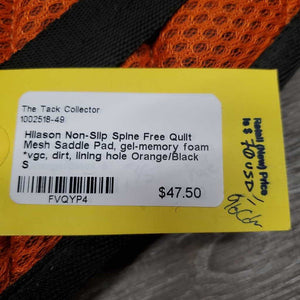 The Tack Collector
1002518-49
Hilason Non-Slip Spine Free Quilt
Mesh Saddle Pad, gel-memory foam
*vgc, dirt, lining hole Orange/Black
S
$47.50
FVQYP4
Retail (New) Price
is $ 70 USD